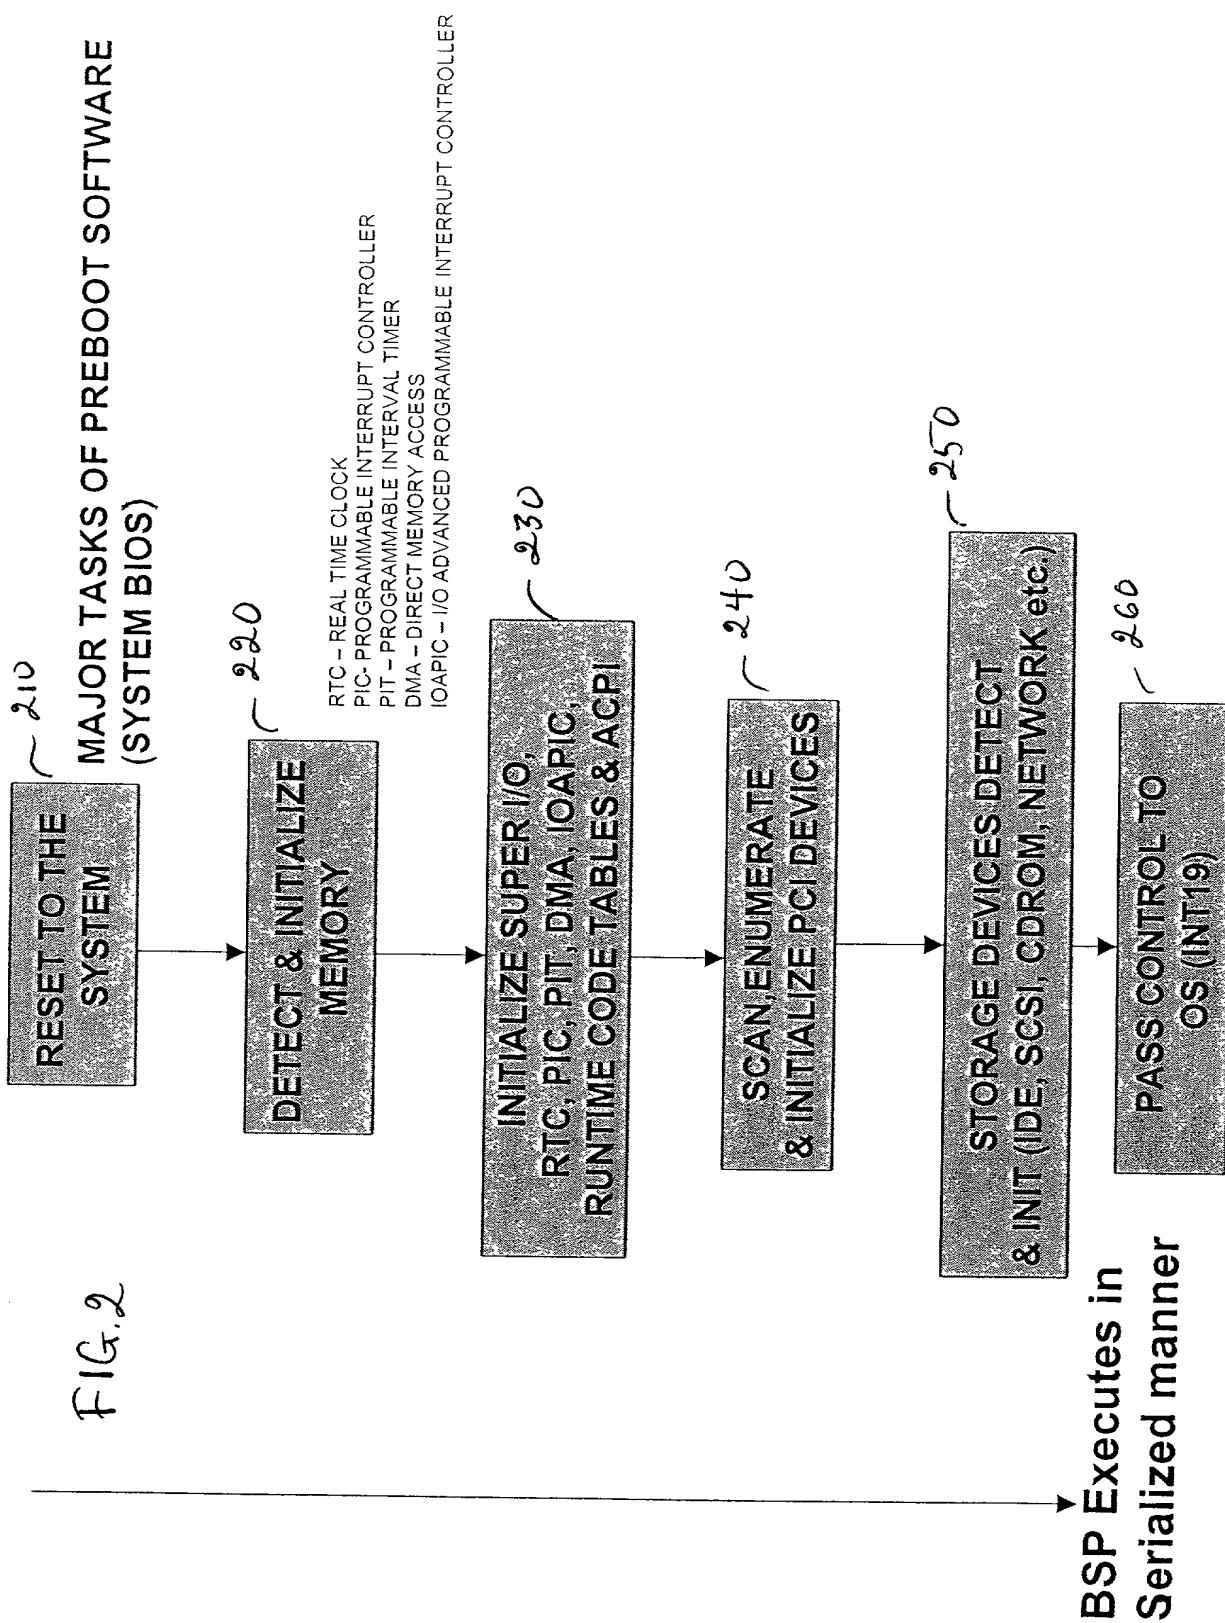 FIG. 2
210
MAJOR TASKS OF PREBOOT SOFTWARE
(SYSTEM BIOS)
RESET TO THE
SYSTEM
220
DETECT & INITIALIZE
MEMORY
RTC – REAL TIME CLOCK
PIC- PROGRAMMABLE INTERRUPT CONTROLLER
PIT – PROGRAMMABLE INTERVAL TIMER
DMA – DIRECT MEMORY ACCESS
IOAPIC – I/O ADVANCED PROGRAMMABLE INTERRUPT CONTROLLER
230
INITIALIZE SUPER I/O,
RTC, PIC, PIT, DMA, IOAPIC,
RUNTIME CODE TABLES & ACPI
240
SCAN,ENUMERATE
& INITIALIZE PCI DEVICES
250
STORAGE DEVICES DETECT
& INIT (IDE, SCSI, CDROM, NETWORK etc.)
260
PASS CONTROL TO
OS (INT19)
BSP Executes in
Serialized manner